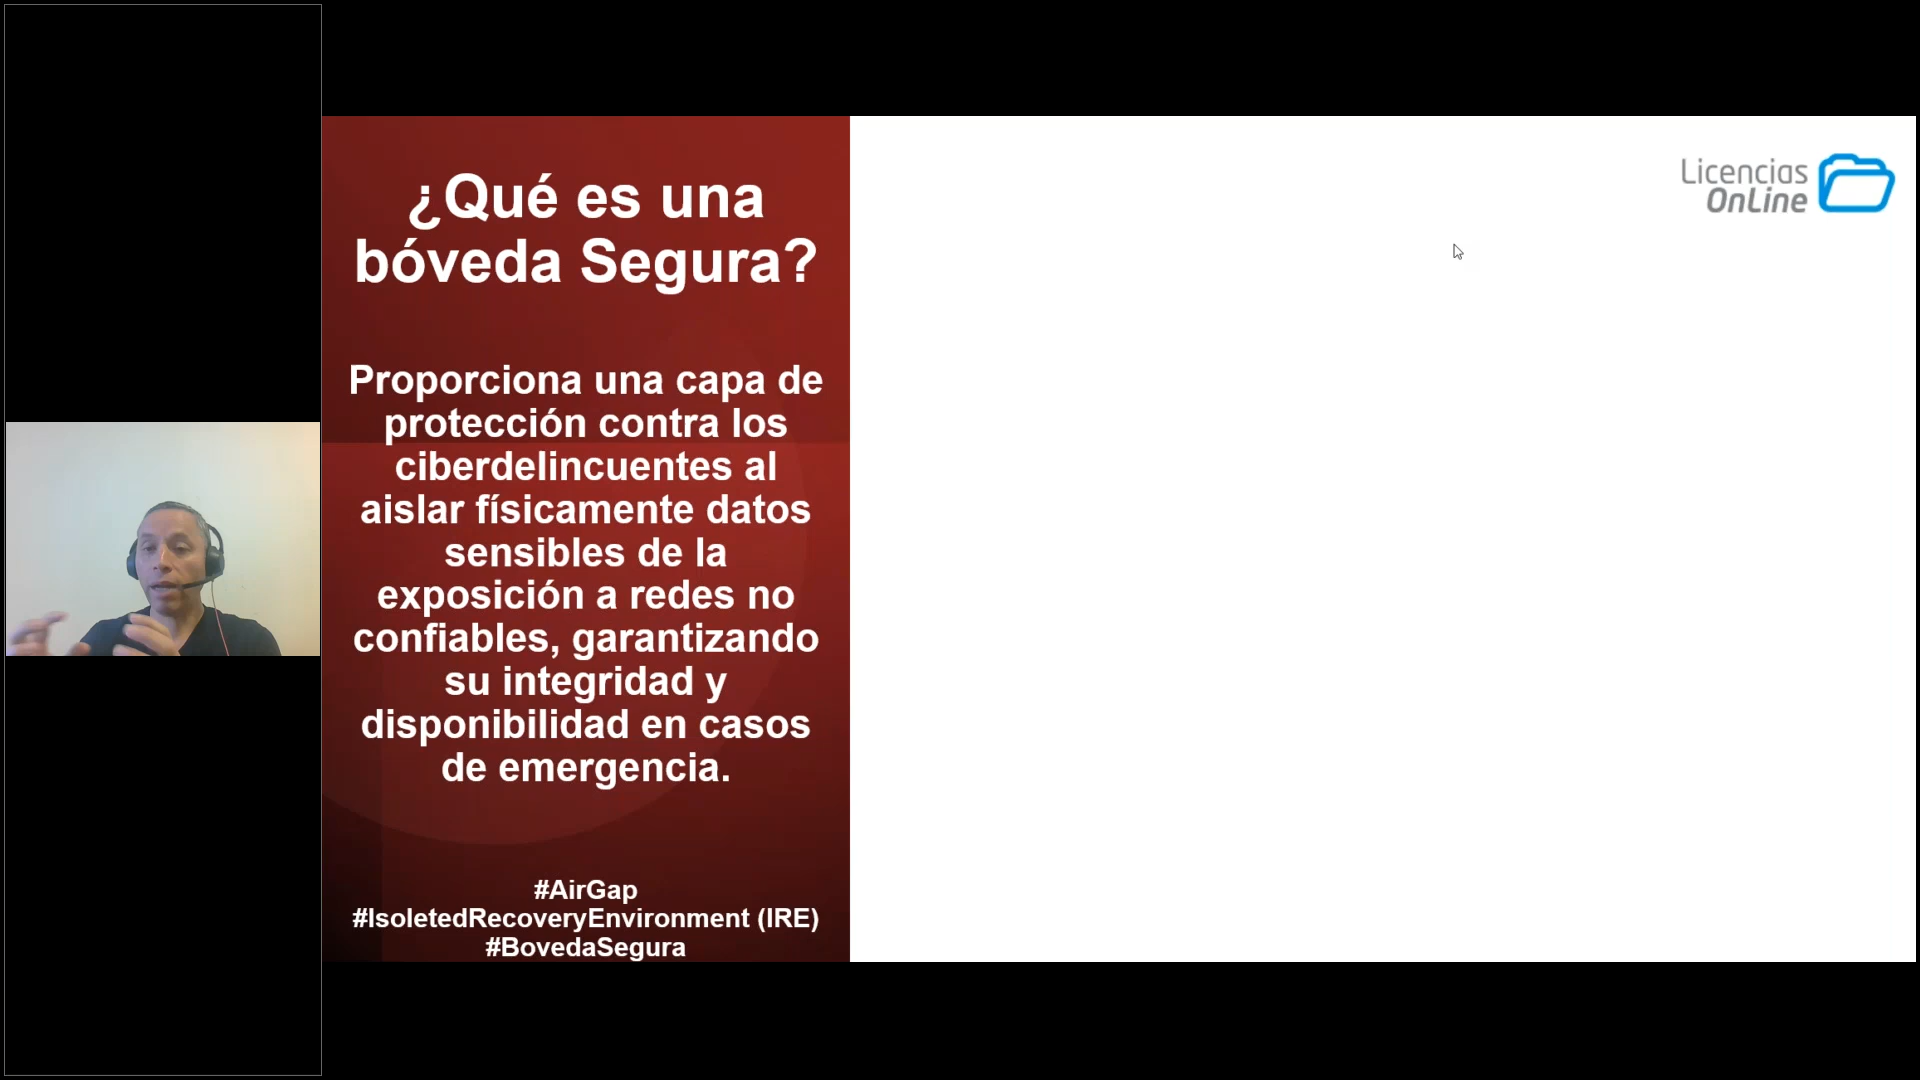 ¿Qué es una
bóveda Segura?
Proporciona una capa de
protección contra los
ciberdelincuentes al
aislar físicamente datos
sensibles de la
exposición a redes no
confiables, garantizando
su integridad y
disponibilidad en casos
de emergencia.
#AirGap
#IsoletedRecoveryEnvironment (IRE)
#BovedaSegura
Licencias
OnLine